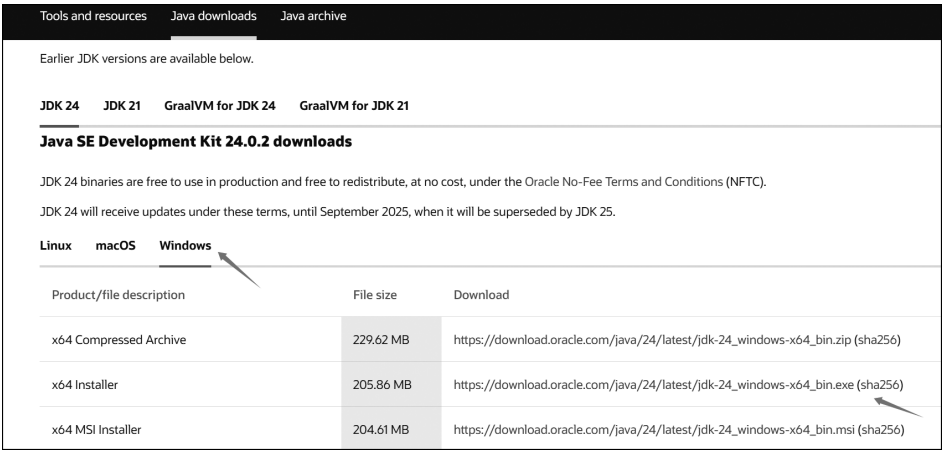 Tools and resources Java downloads Java archive
Earlier JDK versions are available below.
JDK 24 JDK 21 GraalVM for JDK 24 GraalVM for JDK 21
Java SE Development Kit 24.0.2 downloads
JDK 24 binaries are free to use in production and free to redistribute, at no cost, under the Oracle No-Fee Terms and Conditions (NFTC).
JDK 24 will receive updates under these terms, until September 2025, when it will be superseded by JDK 25.
Linux macOS Windows
Product/file description File size Download
x64 Compressed Archive 229.62 MB https://download.oracle.com/java/24/latest/jdk-24_windows-x64_bin.zip (sha256)
x64 Installer 205.86 MB https://download.oracle.com/java/24/latest/jdk-24_windows-x64_bin.exe (sha256)
x64 MSI Installer 204.61 MB https://download.oracle.com/java/24/latest/jdk-24_windows-x64_bin.msi (sha256)